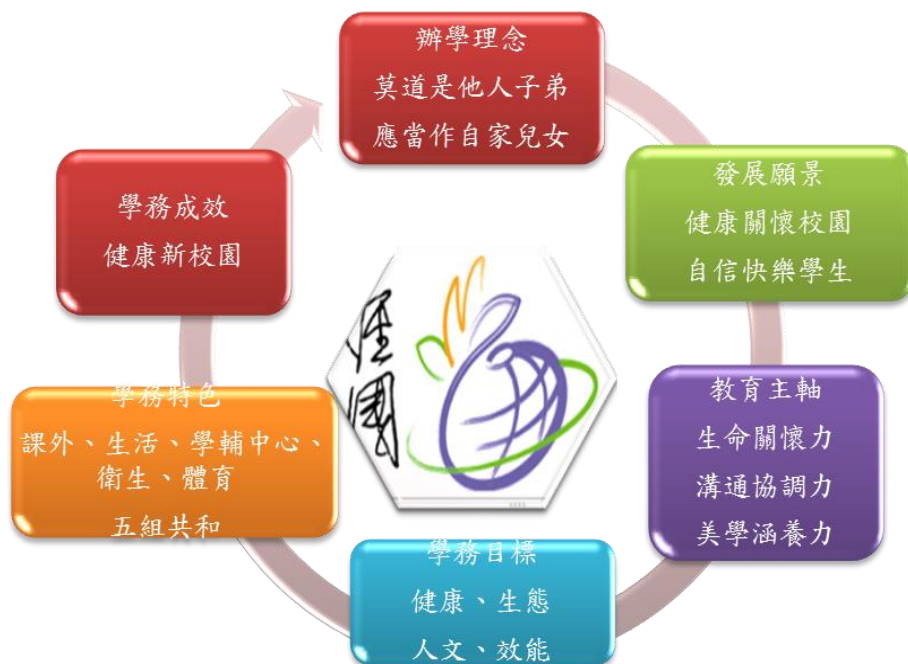 辦學理念
莫道是他人子弟
應當作自家兒女
發展願景
健康關懷校園
自信快樂學生
教育主軸
生命關懷力
溝通協調力
美學涵養力
學務目標
健康、生態
人文、效能
學務特色
課外、生活、學輔中心、
衛生、體育
五組共和
學務成效
健康新校園
經國